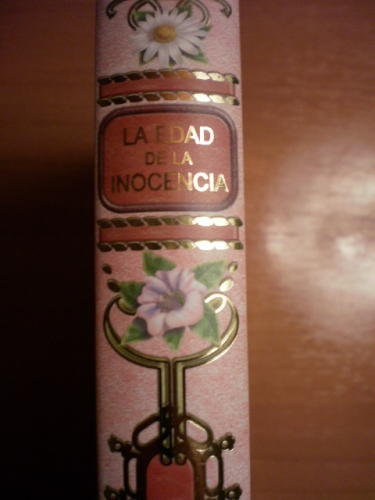 LA EDAD
DE LA
INOCENCIA